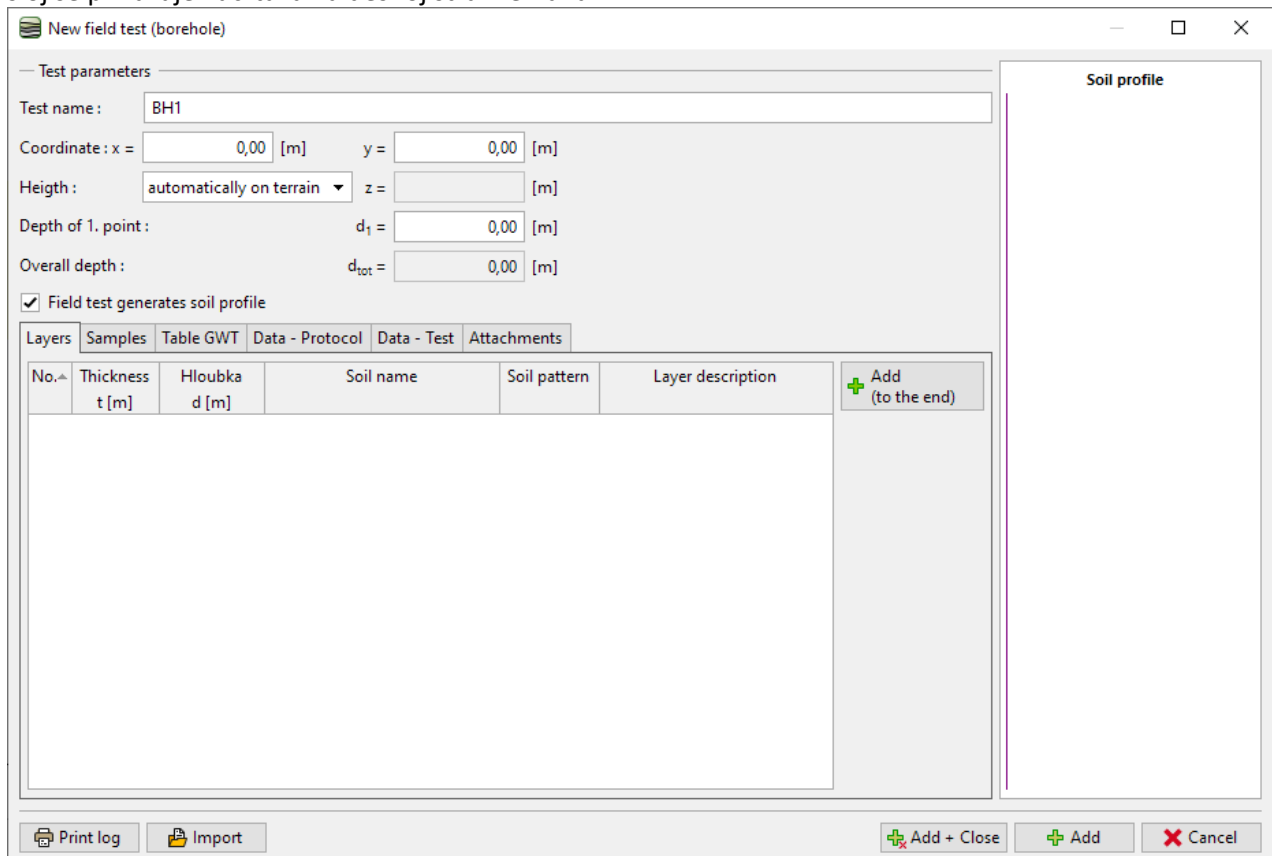 New field test (borehole)
Test parameters
Soil profile
Test name : BH1
Coordinate : x = 0,00 [m] y = 0,00 [m]
Heigth : automatically on terrain z = [m]
Depth of 1. point : d1 = 0,00 [m]
Overall depth : dtot = 0,00 [m]
Field test generates soil profile
Layers Samples Table GWT Data - Protocol Data - Test Attachments
No. Thickness Hloubka Soil name Soil pattern Layer description
t [m] d [m]
Add
(to the end)
Print log Import Add + Close Add Cancel